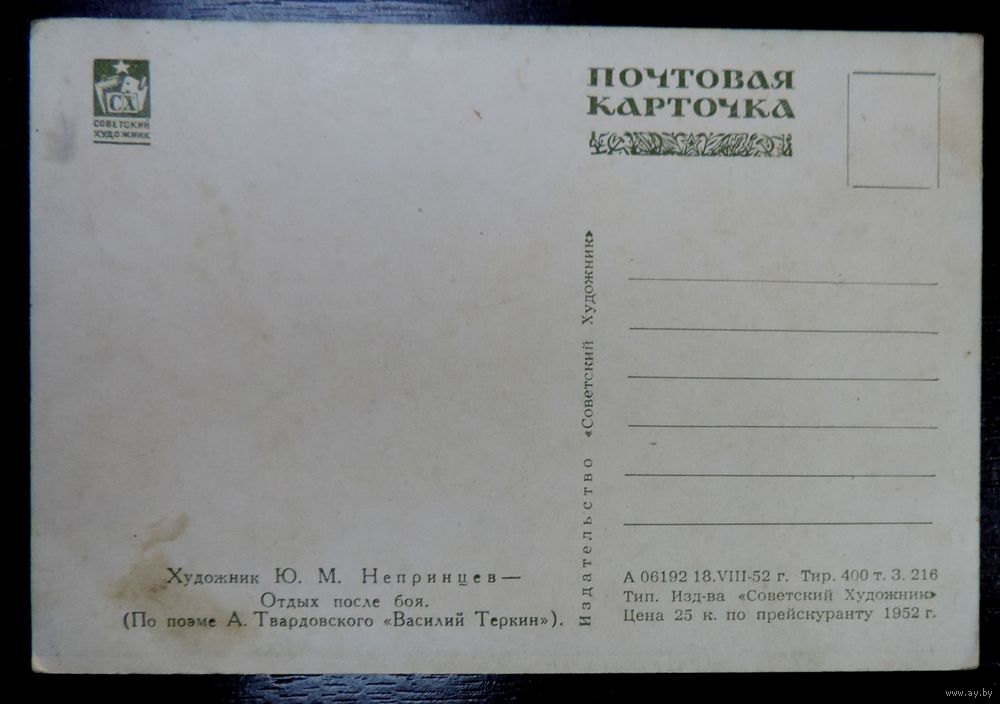 СХ
СОВЕТСКИЙ
ХУДОЖНИК
ПОЧТОВАЯ
КАРТОЧКА
Издательство «Советский Художник»
Художник Ю. М. Непринцев—
Отдых после боя.
(По поэме А. Твардовского «Василий Теркин»).
А 06192 18.VIII-52 г. Тир. 400 т. З. 216
Тип. Изд-ва «Советский Художник»
Цена 25 к. по прейскуранту 1952 г.
www.ay.by